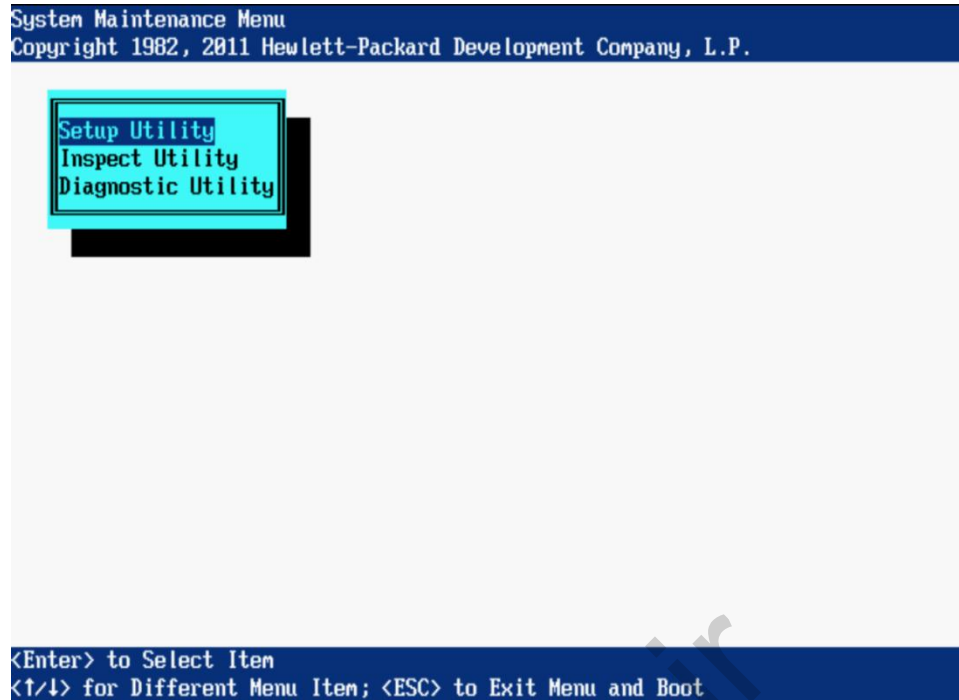 System Maintenance Menu
Copyright 1982, 2011 Hewlett-Packard Development Company, L.P.
Setup Utility
Inspect Utility
Diagnostic Utility
<Enter> to Select Item
<↑/↓> for Different Menu Item; <ESC> to Exit Menu and Boot